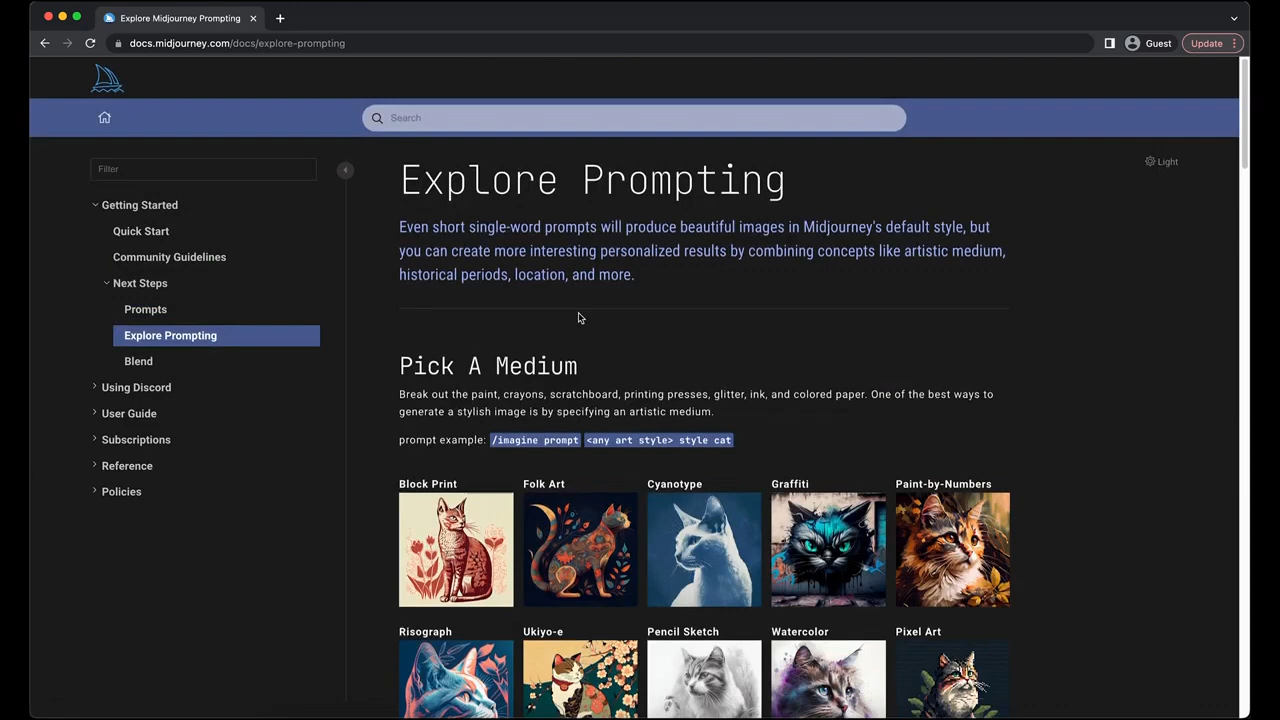 Explore Midjourney Prompting
docs.midjourney.com/docs/explore-prompting
Guest
Update
Search
Filter
Light
Getting Started
Quick Start
Community Guidelines
Next Steps
Prompts
Explore Prompting
Blend
Using Discord
User Guide
Subscriptions
Reference
Policies
Explore Prompting
Even short single-word prompts will produce beautiful images in Midjourney's default style, but
you can create more interesting personalized results by combining concepts like artistic medium,
historical periods, location, and more.
Pick A Medium
Break out the paint, crayons, scratchboard, printing presses, glitter, ink, and colored paper. One of the best ways to
generate a stylish image is by specifying an artistic medium.
prompt example: /imagine prompt <any art style> style cat
Block Print Folk Art Cyanotype Graffiti Paint-by-Numbers
Risograph Ukiyo-e Pencil Sketch Watercolor Pixel Art